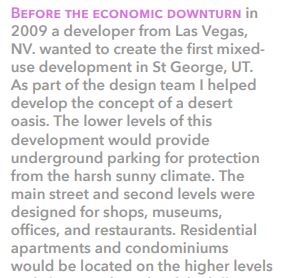 BEFORE THE ECONOMIC DOWNTURN in
2009 a developer from Las Vegas,
NV. wanted to create the first mixed-
use development in St George, UT.
As part of the design team I helped
develop the concept of a desert
oasis. The lower levels of this
development would provide
underground parking for protection
from the harsh sunny climate. The
main street and second levels were
designed for shops, museums,
offices, and restaurants. Residential
apartments and condominiums
would be located on the higher levels